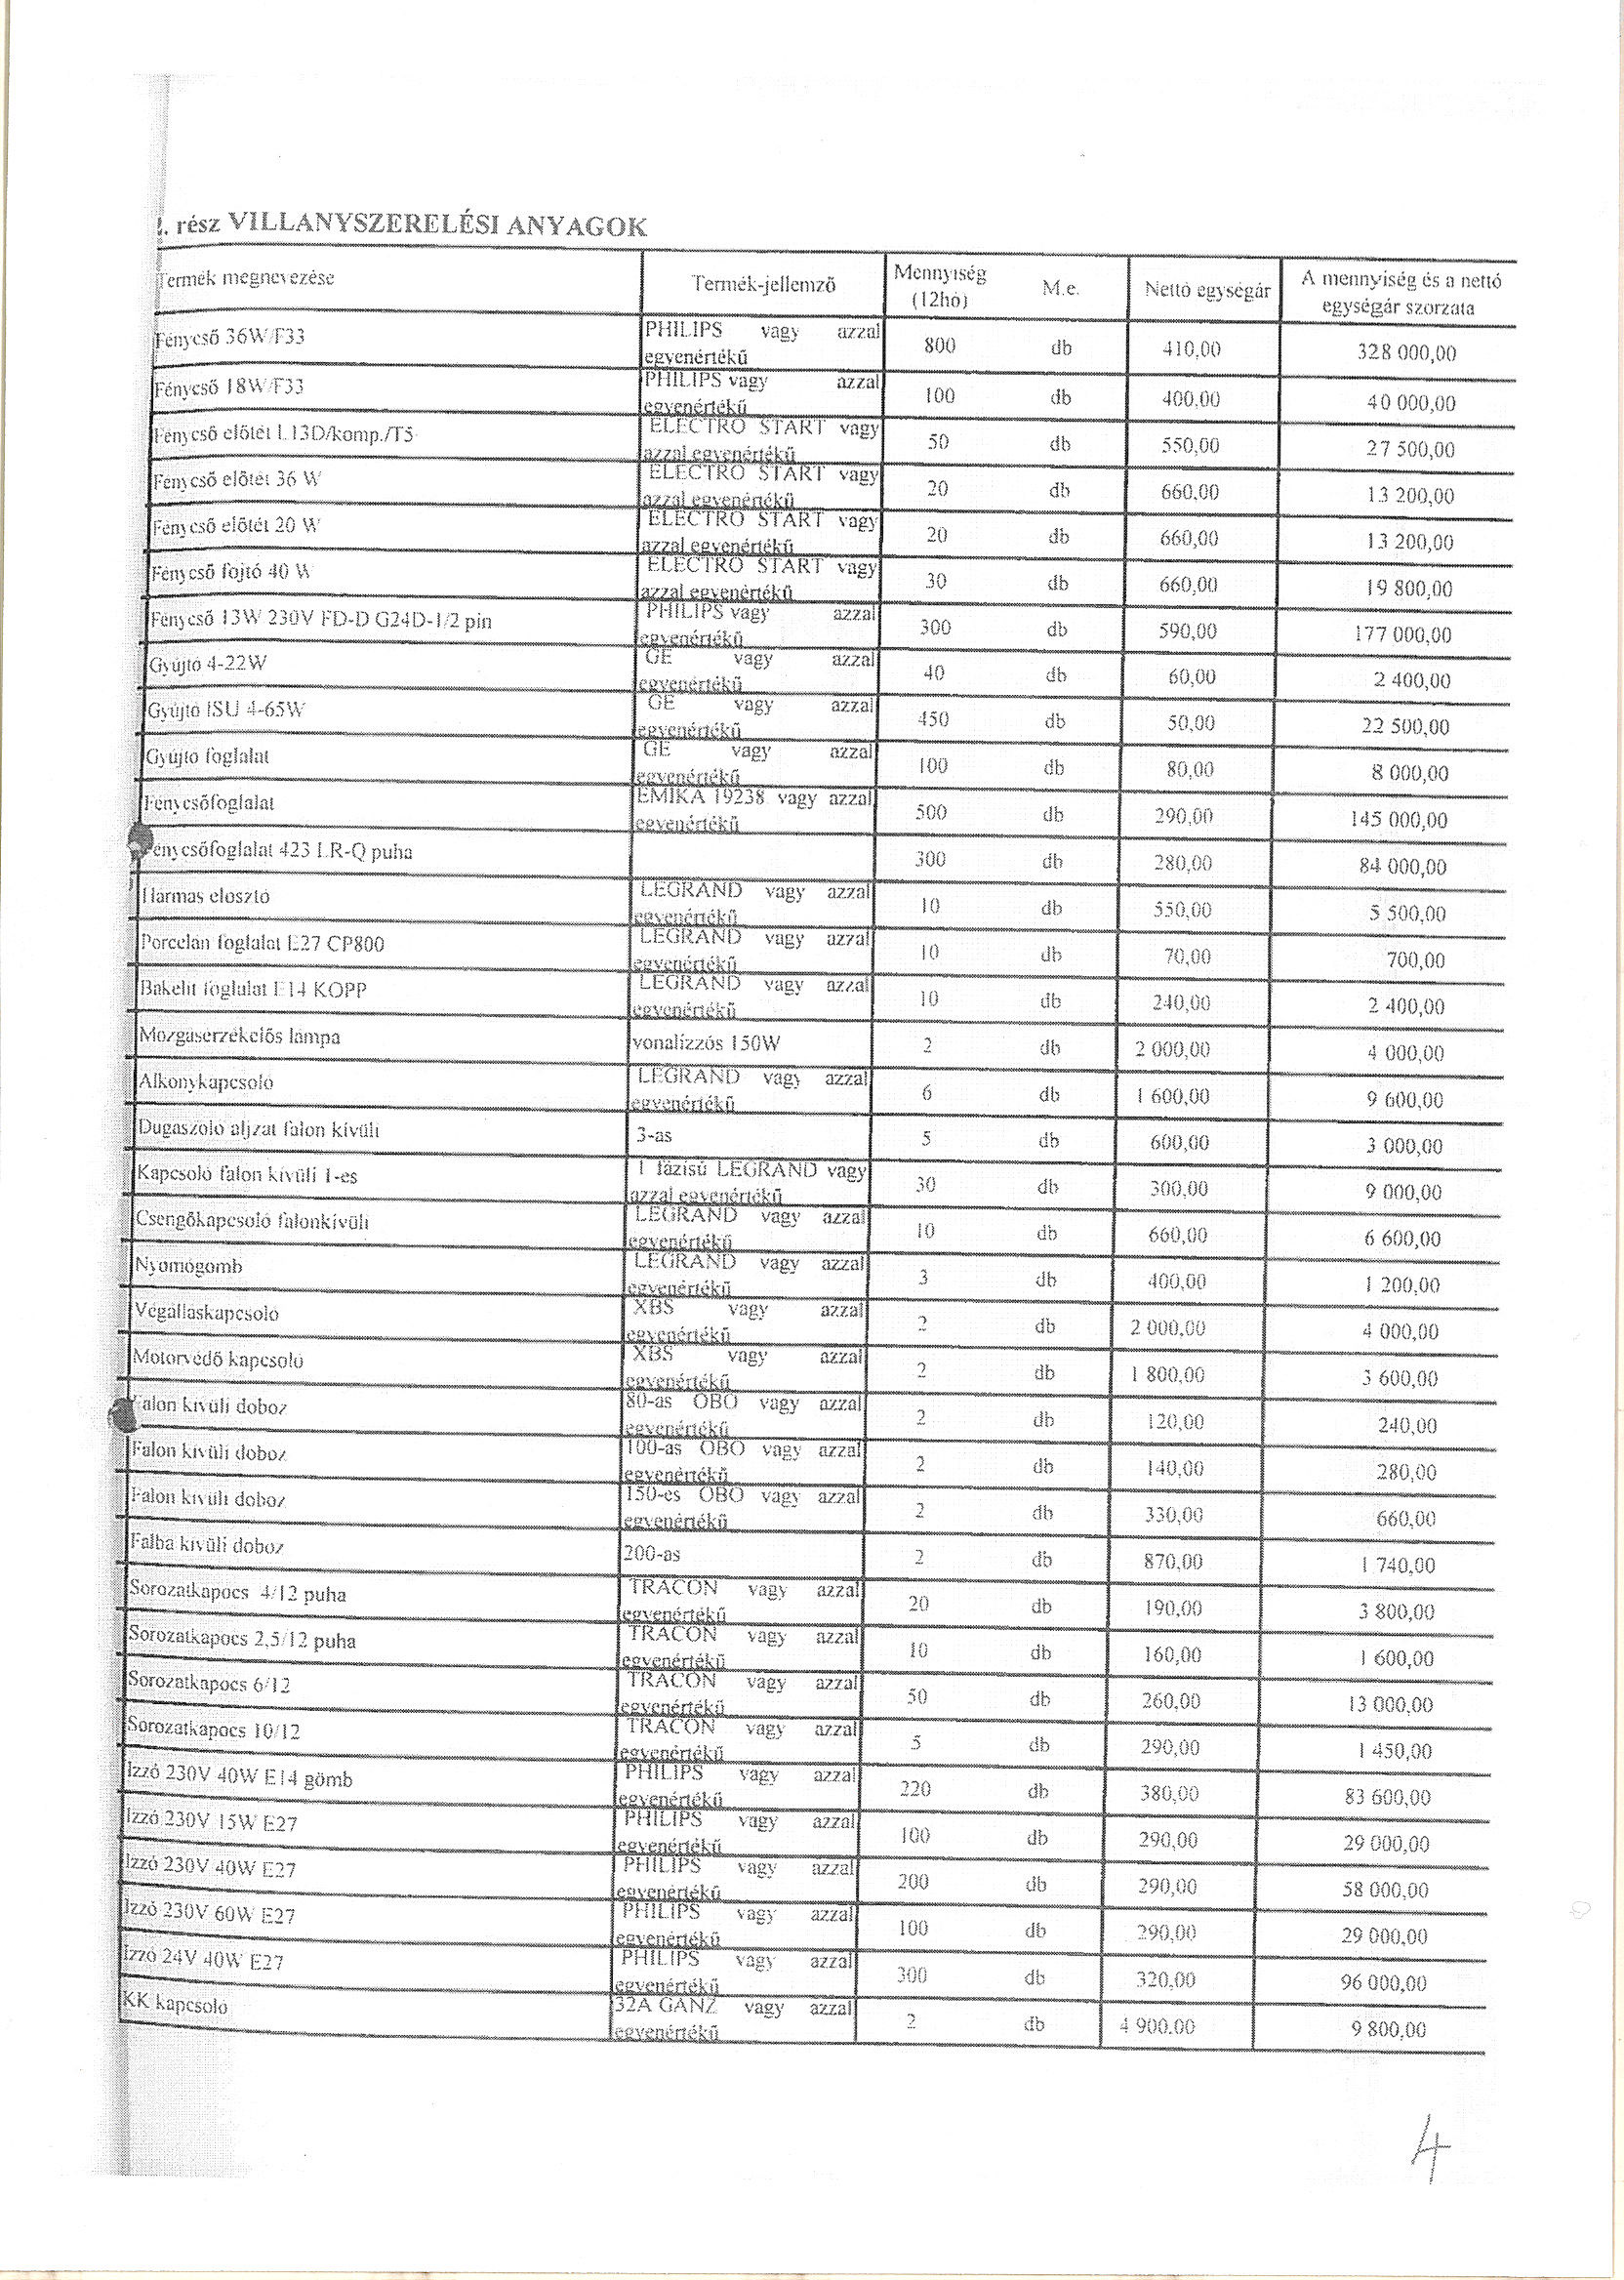 . rész VILLANYSZERELÉSI ANYAGOK
Termék megnevezése Termék-jellemző Mennyiség (12hó) M.e. Nettó egységár A mennyiség és a nettó egységár szorzata
Fénycső 36W/F33 PHILIPS vagy azzal egyenértékű 800 db 410,00 328 000,00
Fénycső 18W/F33 PHILIPS vagy azzal egyenértékű 100 db 400,00 40 000,00
Fénycső előtét L13D/komp./T5 ELECTRO START vagy azzal egyenértékű 50 db 550,00 27 500,00
Fénycső előtét 36 W ELECTRO START vagy azzal egyenértékű 20 db 660,00 13 200,00
Fénycső előtét 20 W ELECTRO START vagy azzal egyenértékű 20 db 660,00 13 200,00
Fénycső fojtó 40 W ELECTRO START vagy azzal egyenértékű 30 db 660,00 19 800,00
Fénycső 13W 230V FD-D G24D-1/2 pin PHILIPS vagy azzal egyenértékű 300 db 590,00 177 000,00
Gyújtó 4-22W GE vagy azzal egyenértékű 40 db 60,00 2 400,00
Gyújtó ISU 4-65W GE vagy azzal egyenértékű 450 db 50,00 22 500,00
Gyújtó foglalat GE vagy azzal egyenértékű 100 db 80,00 8 000,00
Fénycsőfoglalat EMIKA 19238 vagy azzal egyenértékű 500 db 290,00 145 000,00
Fénycsőfoglalat 423 LR-Q puha 300 db 280,00 84 000,00
Hármas elosztó LEGRAND vagy azzal egyenértékű 10 db 550,00 5 500,00
Porcelán foglalat E27 CP800 LEGRAND vagy azzal egyenértékű 10 db 70,00 700,00
Bakelit foglalat E14 KOPP LEGRAND vagy azzal egyenértékű 10 db 240,00 2 400,00
Mozgásérzékelős lámpa vonalizzós 150W 2 db 2 000,00 4 000,00
Alkonykapcsoló LEGRAND vagy azzal egyenértékű 6 db 1 600,00 9 600,00
Dugaszoló aljzat falon kívüli 3-as 5 db 600,00 3 000,00
Kapcsoló falon kívüli 1-es 1 fázisú LEGRAND vagy azzal egyenértékű 30 db 300,00 9 000,00
Csengőkapcsoló falonkívüli LEGRAND vagy azzal egyenértékű 10 db 660,00 6 600,00
Nyomógomb LEGRAND vagy azzal egyenértékű 3 db 400,00 1 200,00
Végálláskapcsoló XBS vagy azzal egyenértékű 2 db 2 000,00 4 000,00
Motorvédő kapcsoló XBS vagy azzal egyenértékű 2 db 1 800,00 3 600,00
Falon kívüli doboz 80-as OBO vagy azzal egyenértékű 2 db 120,00 240,00
Falon kívüli doboz 100-as OBO vagy azzal egyenértékű 2 db 140,00 280,00
Falon kívüli doboz 150-es OBO vagy azzal egyenértékű 2 db 330,00 660,00
Falba kívüli doboz 200-as 2 db 870,00 1 740,00
Sorozatkapocs 4/12 puha TRACON vagy azzal egyenértékű 20 db 190,00 3 800,00
Sorozatkapocs 2,5/12 puha TRACON vagy azzal egyenértékű 10 db 160,00 1 600,00
Sorozatkapocs 6/12 TRACON vagy azzal egyenértékű 50 db 260,00 13 000,00
Sorozatkapocs 10/12 TRACON vagy azzal egyenértékű 5 db 290,00 1 450,00
Izzó 230V 40W E14 gömb PHILIPS vagy azzal egyenértékű 220 db 380,00 83 600,00
Izzó 230V 15W E27 PHILIPS vagy azzal egyenértékű 100 db 290,00 29 000,00
Izzó 230V 40W E27 PHILIPS vagy azzal egyenértékű 200 db 290,00 58 000,00
Izzó 230V 60W E27 PHILIPS vagy azzal egyenértékű 100 db 290,00 29 000,00
Izzó 24V 40W E27 PHILIPS vagy azzal egyenértékű 300 db 320,00 96 000,00
KK kapcsoló 32A GANZ vagy azzal egyenértékű 2 db 4 900,00 9 800,00
4